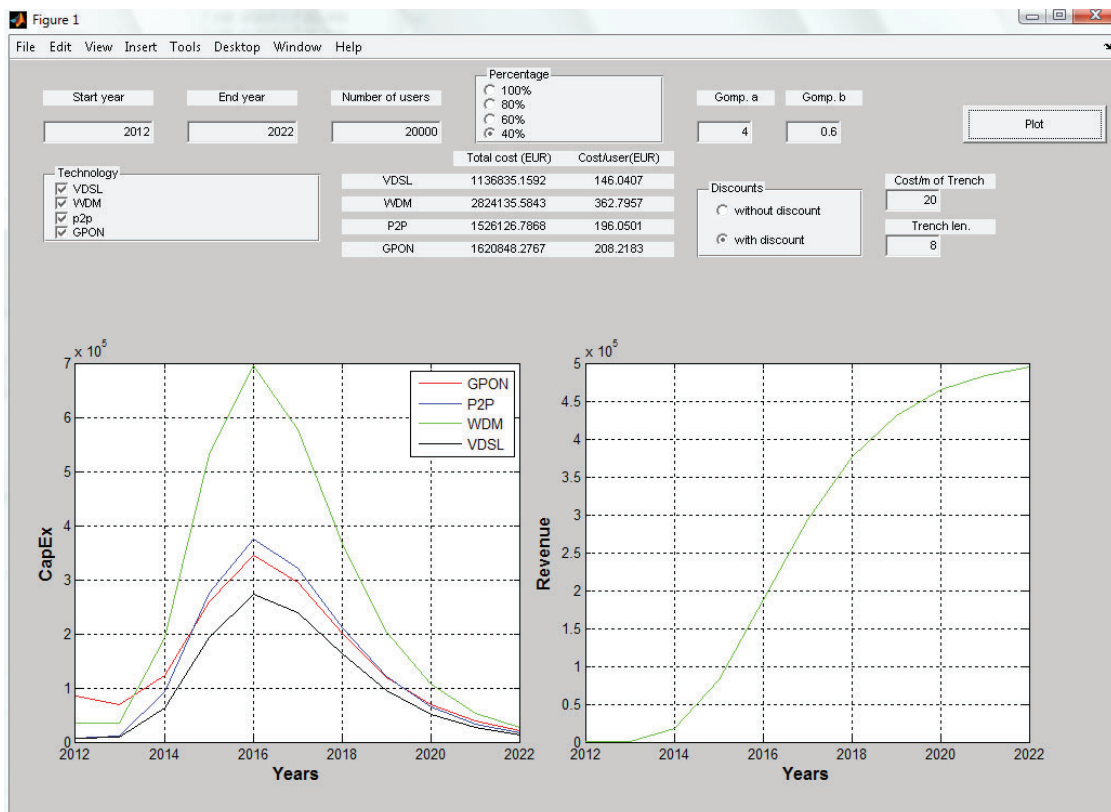 Figure 1
File Edit View Insert Tools Desktop Window Help
Start year
End year
Number of users
Percentage
100%
80%
60%
40%
Gomp. a
Gomp. b
2012
2022
20000
4
0.6
Plot
Technology
VDSL
WDM
p2p
GPON
Total cost (EUR) Cost/user(EUR)
VDSL 1136835.1592 146.0407
WDM 2824135.5843 362.7957
P2P 1526126.7868 196.0501
GPON 1620848.2767 208.2183
Discounts
without discount
with discount
Cost/m of Trench
20
Trench len.
8
x 10^5
7
6
5
4
3
2
1
0
CapEx
2012 2014 2016 2018 2020 2022
Years
GPON
P2P
WDM
VDSL
x 10^5
5
4.5
4
3.5
3
2.5
2
1.5
1
0.5
0
Revenue
2012 2014 2016 2018 2020 2022
Years